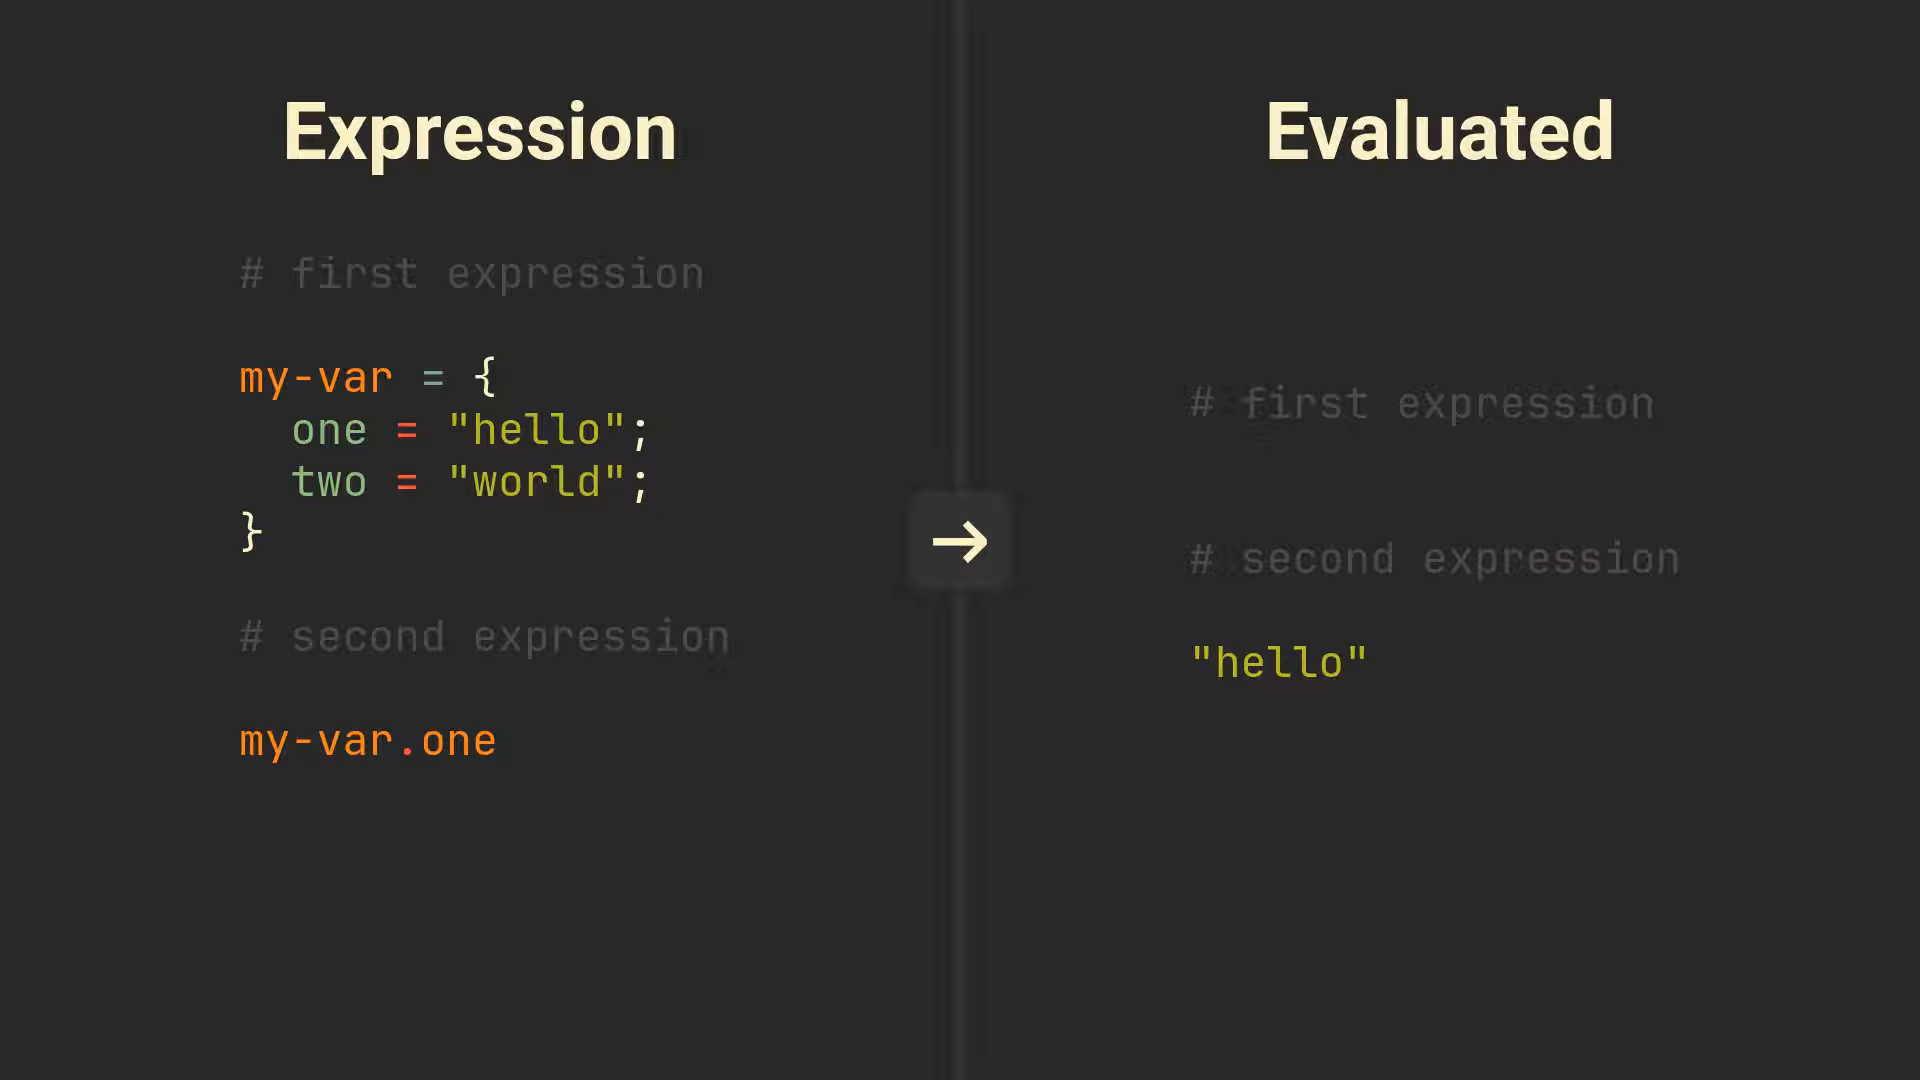 Expression
# first expression
my-var = {
  one = "hello";
  two = "world";
}
# second expression
my-var.one
→
Evaluated
# first expression
# second expression
"hello"